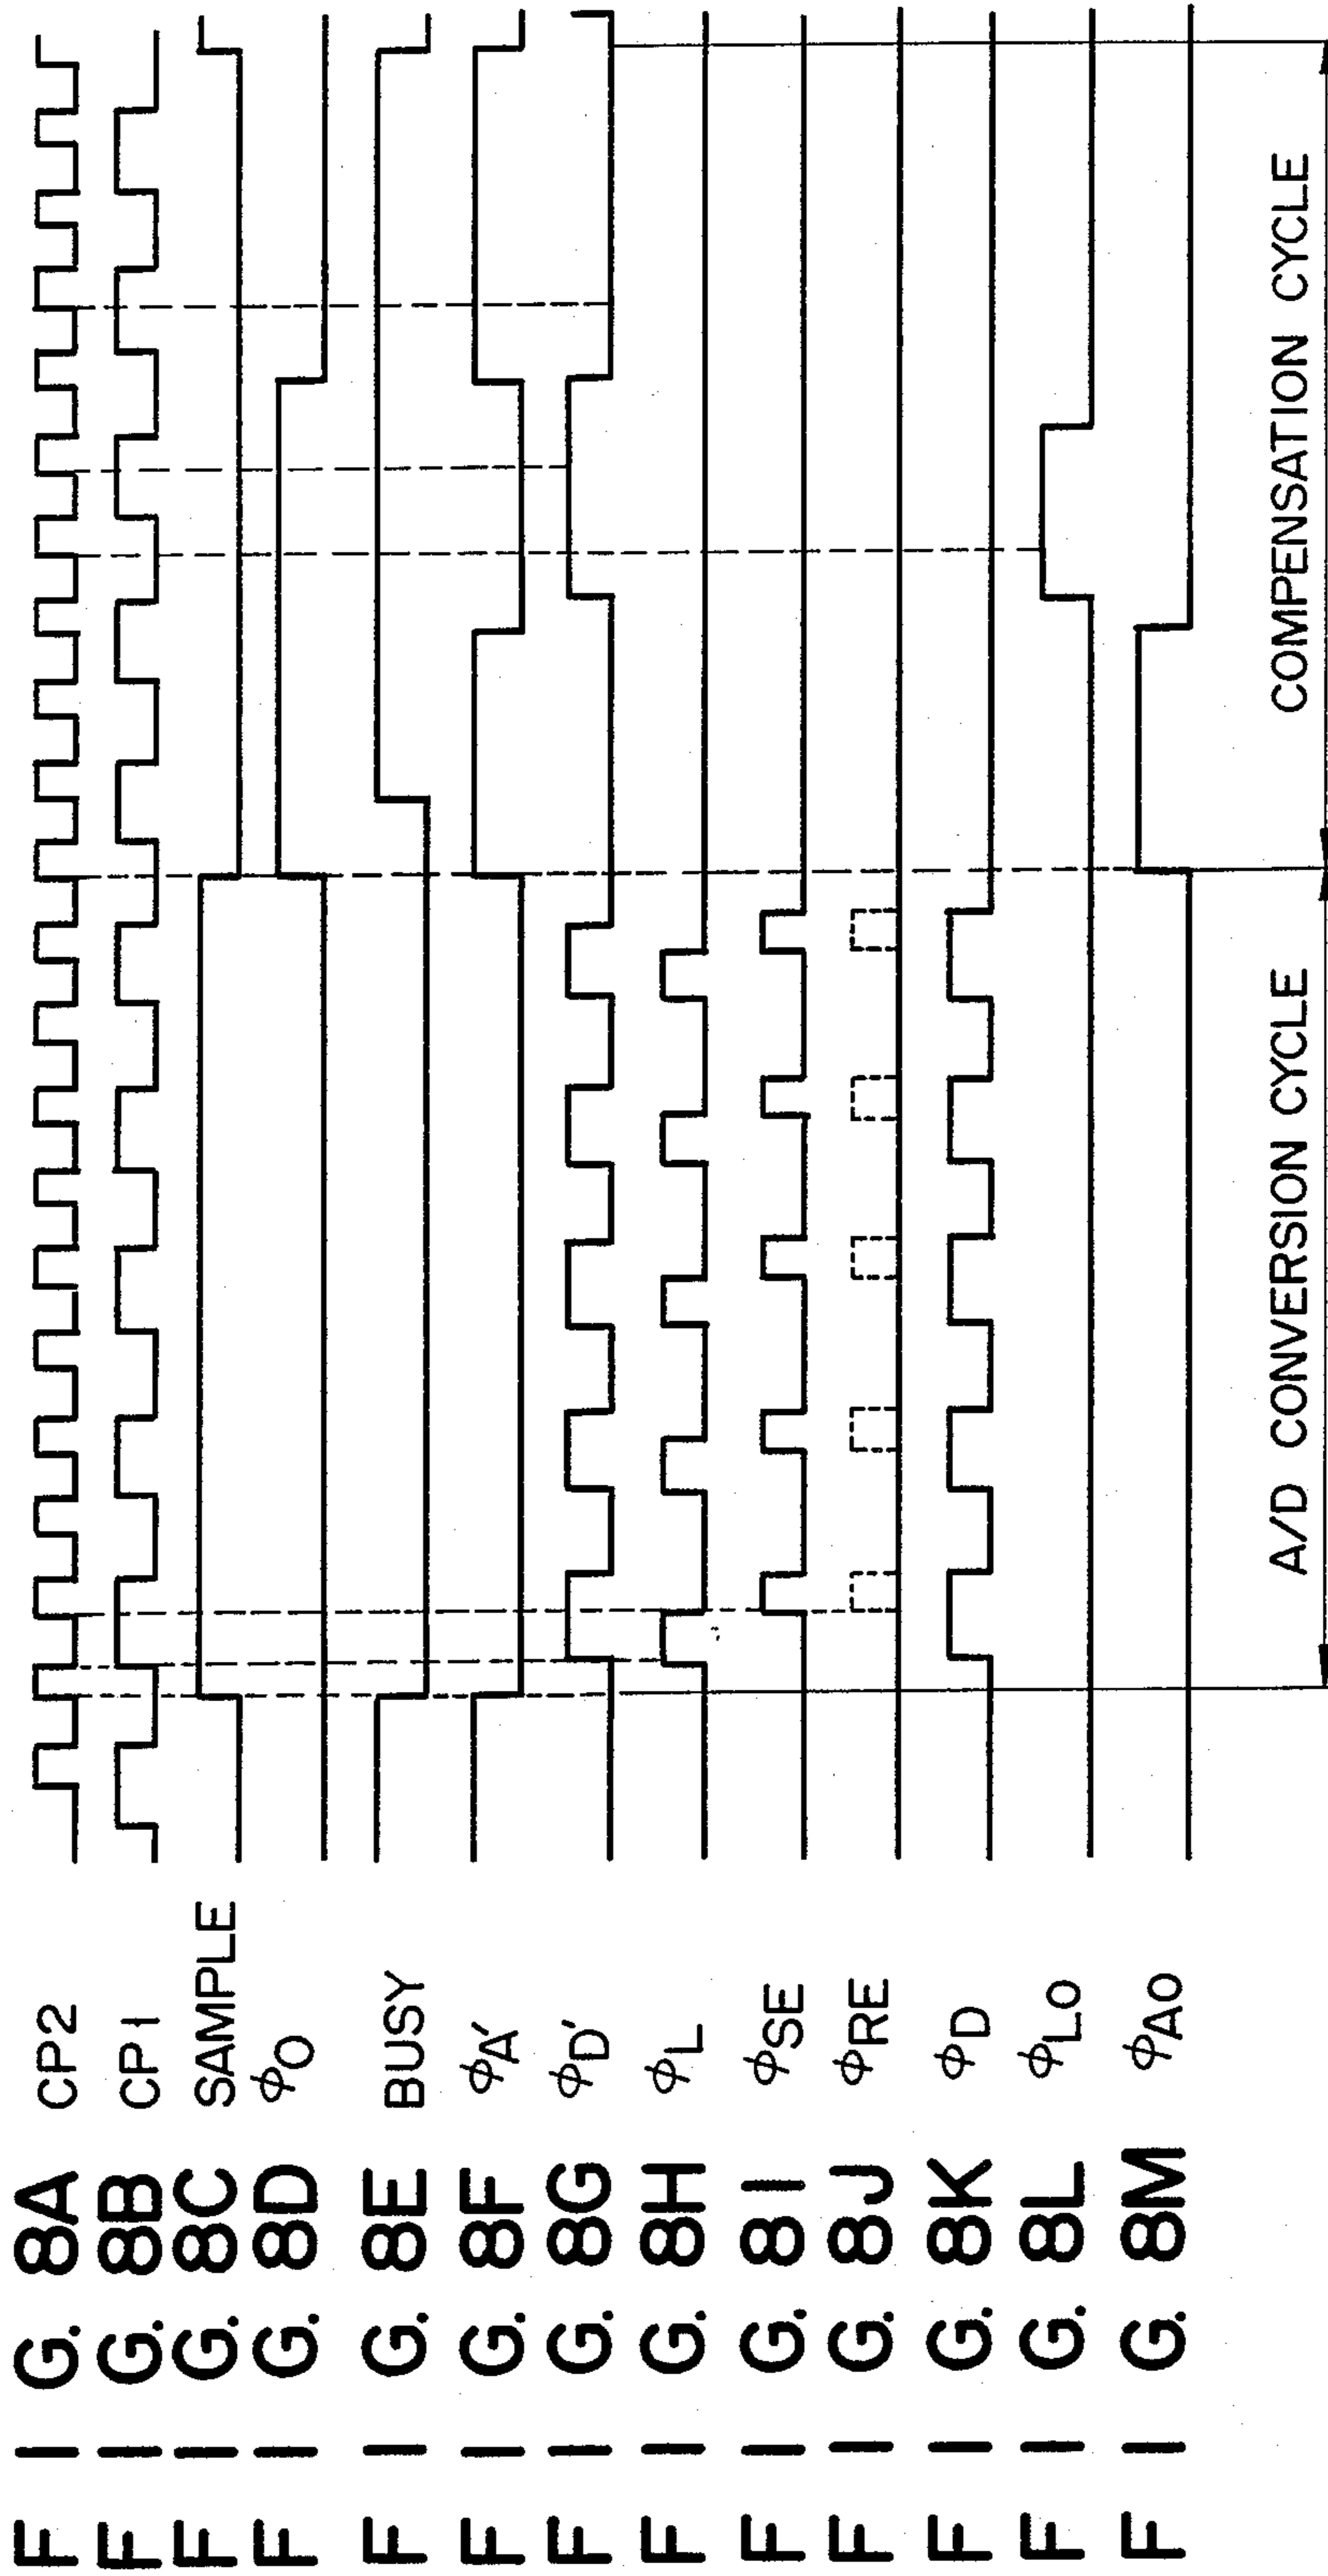 FIG. 8A CP2
FIG. 8B CP1
FIG. 8C SAMPLE
FIG. 8D ϕO
FIG. 8E BUSY
FIG. 8F ϕA'
FIG. 8G ϕD'
FIG. 8H ϕL
FIG. 8I ϕSE
FIG. 8J ϕRE
FIG. 8K ϕD
FIG. 8L ϕLO
FIG. 8M ϕAO
A/D CONVERSION CYCLE
COMPENSATION CYCLE